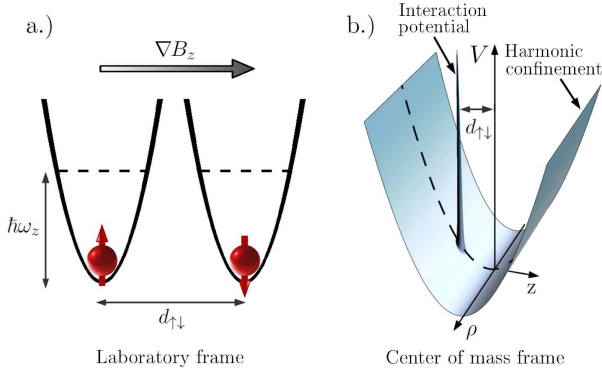 a.)
∇B_z
ħω_z
d_↑↓
Laboratory frame
b.)
Interaction
potential
V
Harmonic
confinement
d_↑↓
z
ρ
Center of mass frame